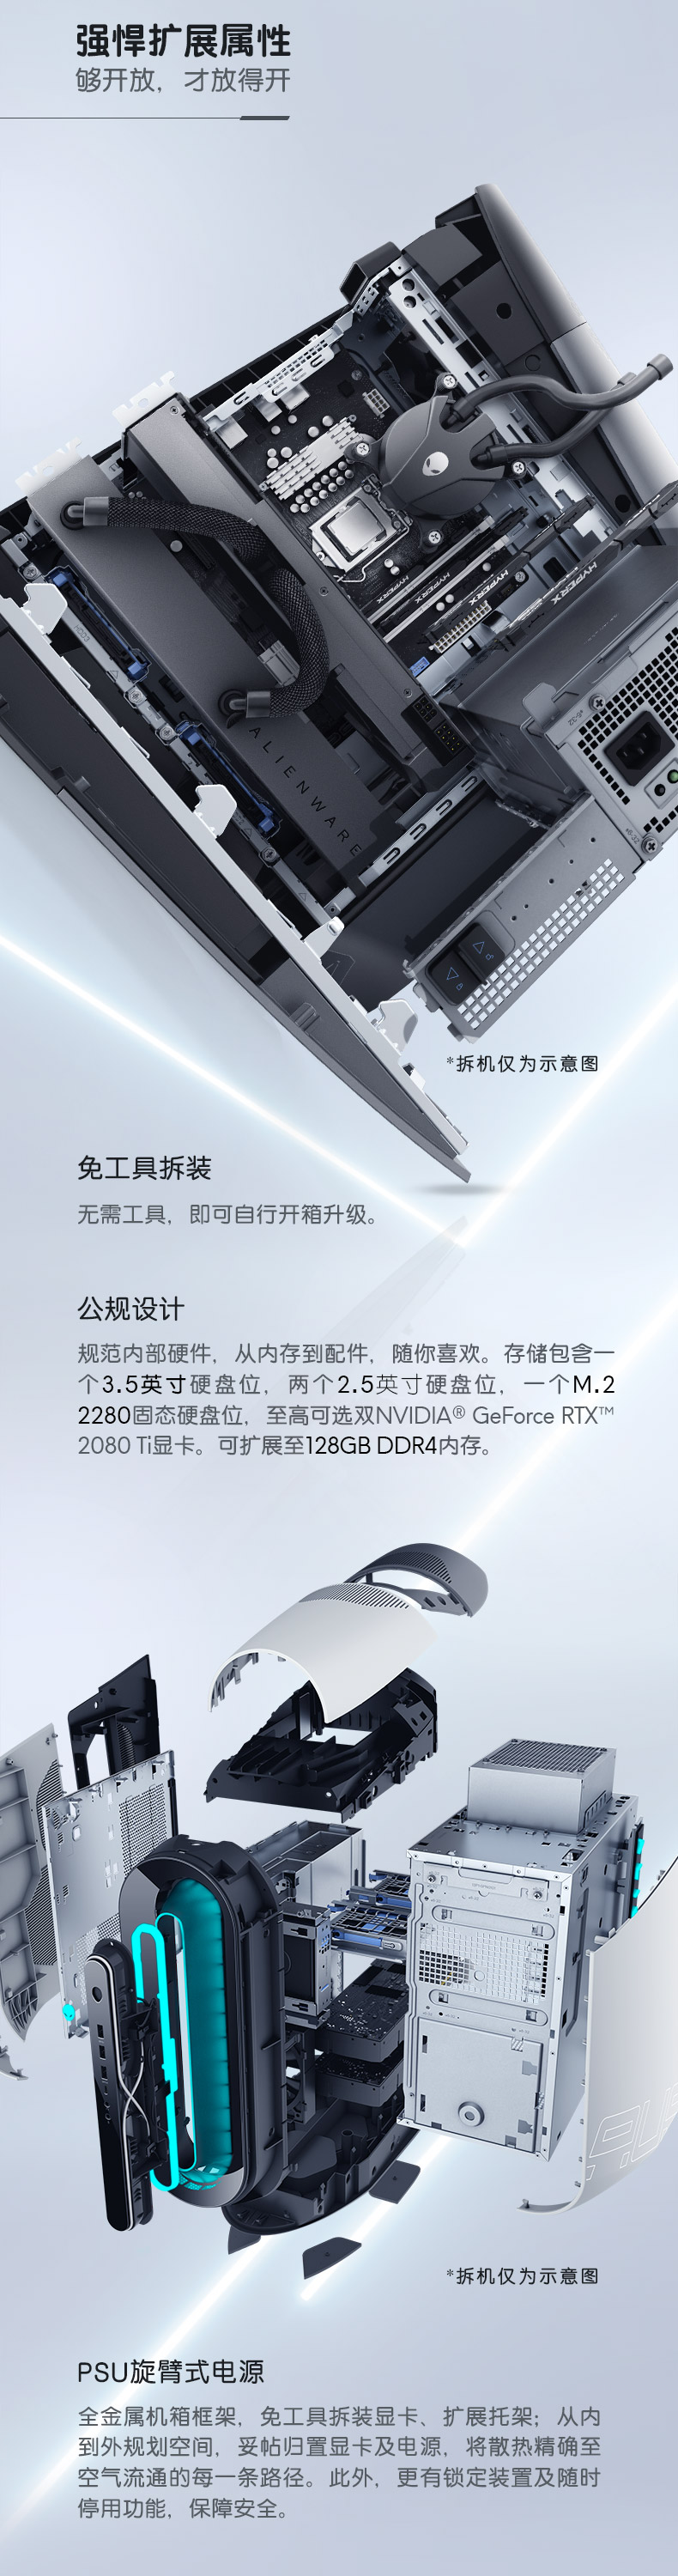 强悍扩展属性
够开放，才放得开
HYPERX
HYPERX
HYPERX
HYPERX
ALIENWARE
*拆机仅为示意图
免工具拆装
无需工具，即可自行开箱升级。
公规设计
规范内部硬件，从内存到配件，随你喜欢。存储包含一
个3.5英寸硬盘位，两个2.5英寸硬盘位，一个M.2
2280固态硬盘位，至高可选双NVIDIA® GeForce RTX™
2080 Ti显卡。可扩展至128GB DDR4内存。
*拆机仅为示意图
PSU旋臂式电源
全金属机箱框架，免工具拆装显卡、扩展托架；从内
到外规划空间，妥帖归置显卡及电源，将散热精确至
空气流通的每一条路径。此外，更有锁定装置及随时
停用功能，保障安全。